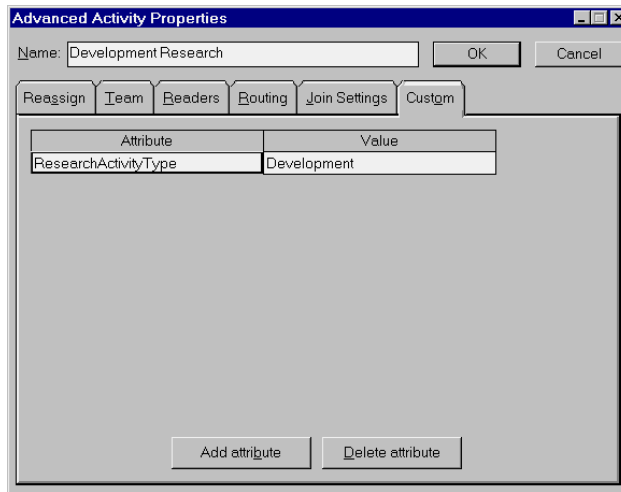 Advanced Activity Properties
Name: Development Research OK Cancel
Reassign Team Readers Routing Join Settings Custom
Attribute Value
ResearchActivityType Development
Add attribute Delete attribute